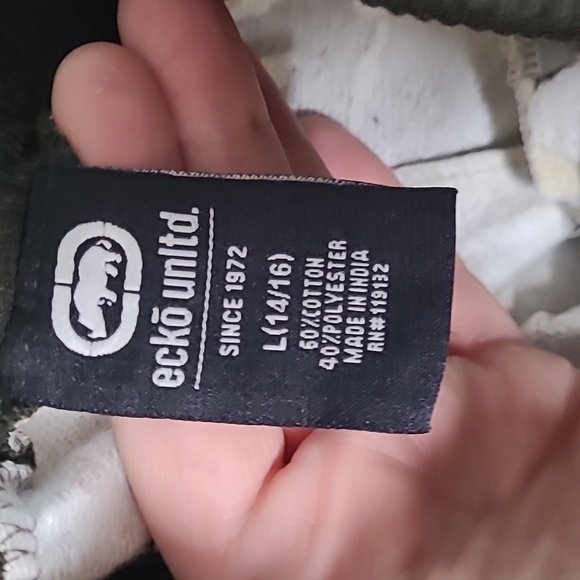 eckō unltd.
SINCE 1972
L(14/16)
60%COTTON
40%POLYESTER
MADE IN INDIA
RN# 119132